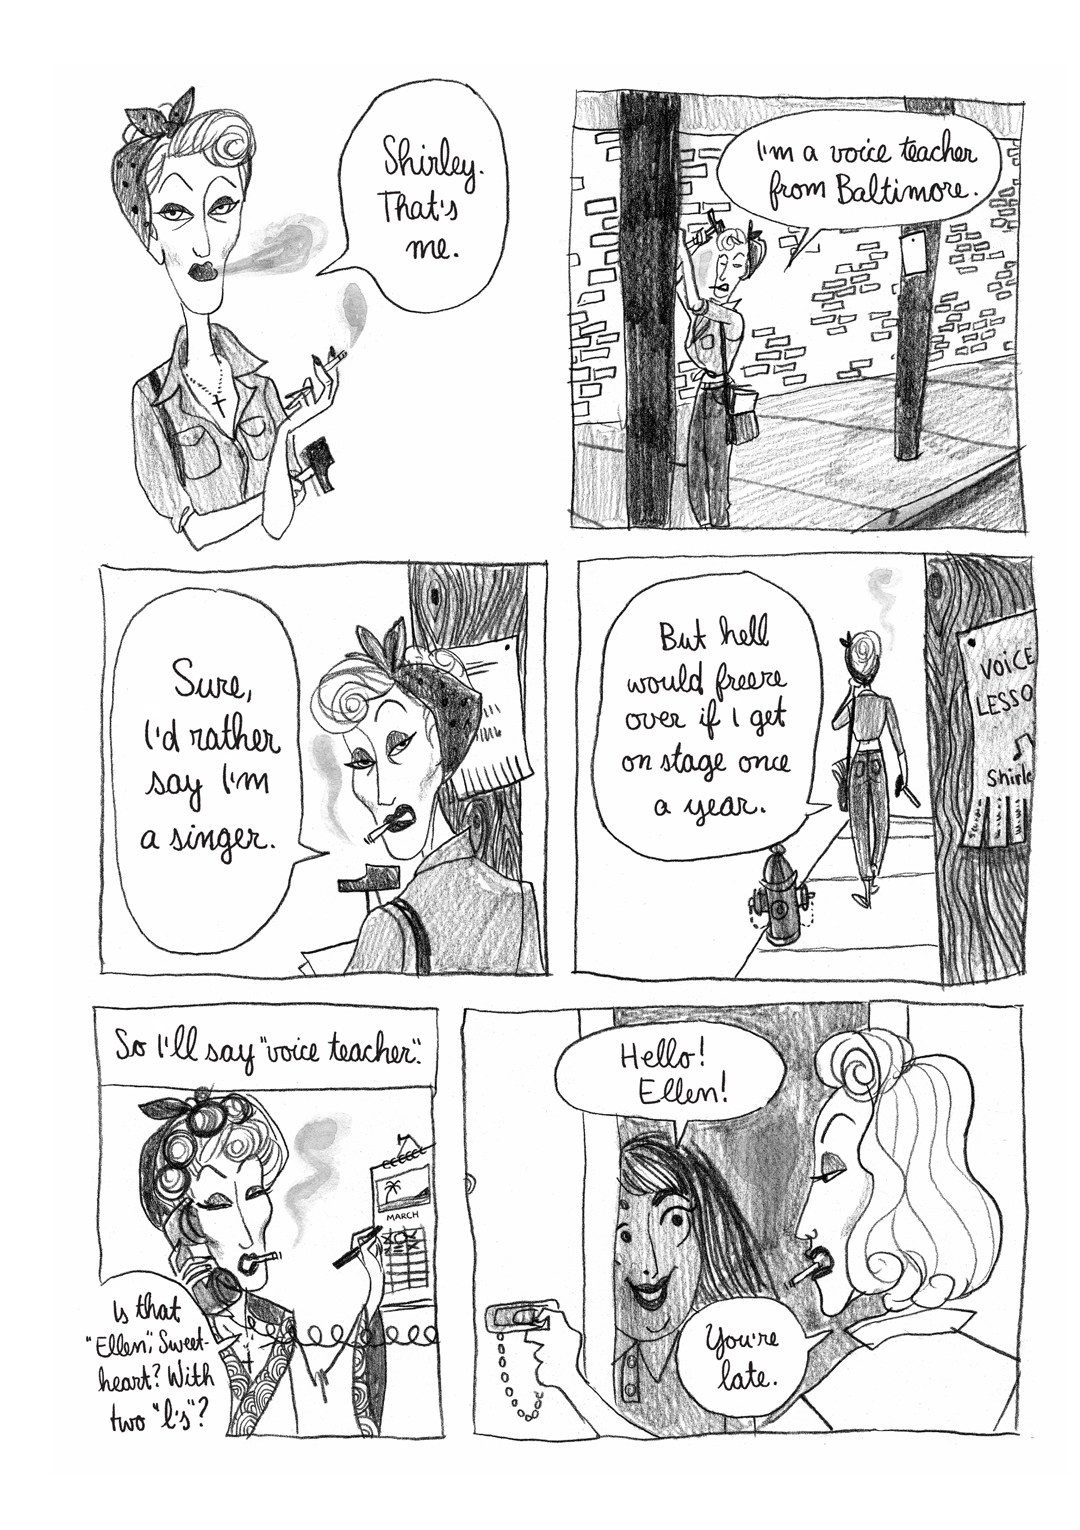 Shirley.
That's
me.
I'm a voice teacher
from Baltimore.
Sure,
I'd rather
say I'm
a singer.
But hell
would freeze
over if I get
on stage once
a year.
VOICE
LESSO
Shirle
So I'll say "voice teacher".
MARCH
Is that
"Ellen", Sweet-
heart? With
two "l's"?
Hello!
Ellen!
You're
late.